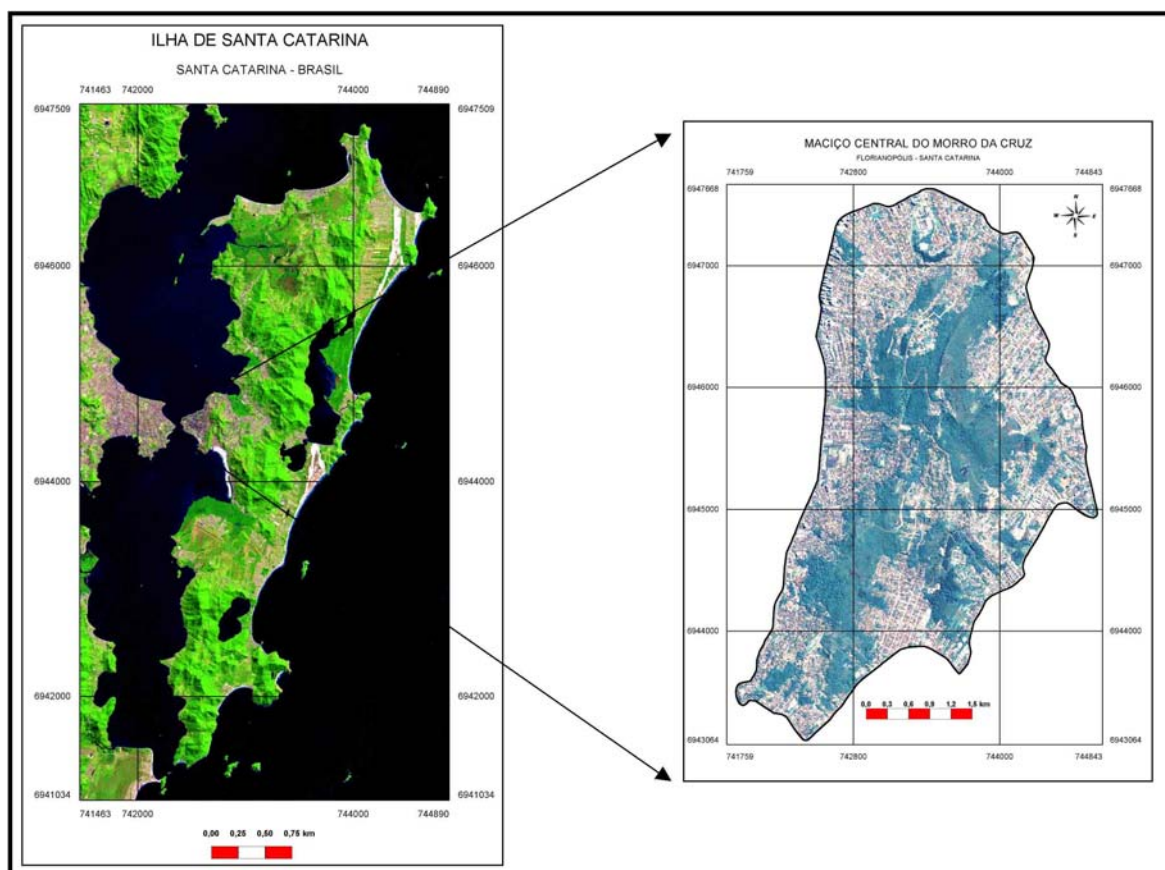 ILHA DE SANTA CATARINA
SANTA CATARINA - BRASIL
741463 742000 744000 744890
6947509 6947509
6946000 6946000
6944000 6944000
6942000 6942000
6941034 6941034
741463 742000 744000 744890
0,00 0,25 0,50 0,75 km
MACIÇO CENTRAL DO MORRO DA CRUZ
FLORIANÓPOLIS - SANTA CATARINA
741759 742800 744000 744843
6947668 6947668
N
W E
S
6947000 6947000
6946000 6946000
6945000 6945000
6944000 6944000
0,0 0,3 0,6 0,9 1,2 1,5 km
6943064 6943064
741759 742800 744000 744843